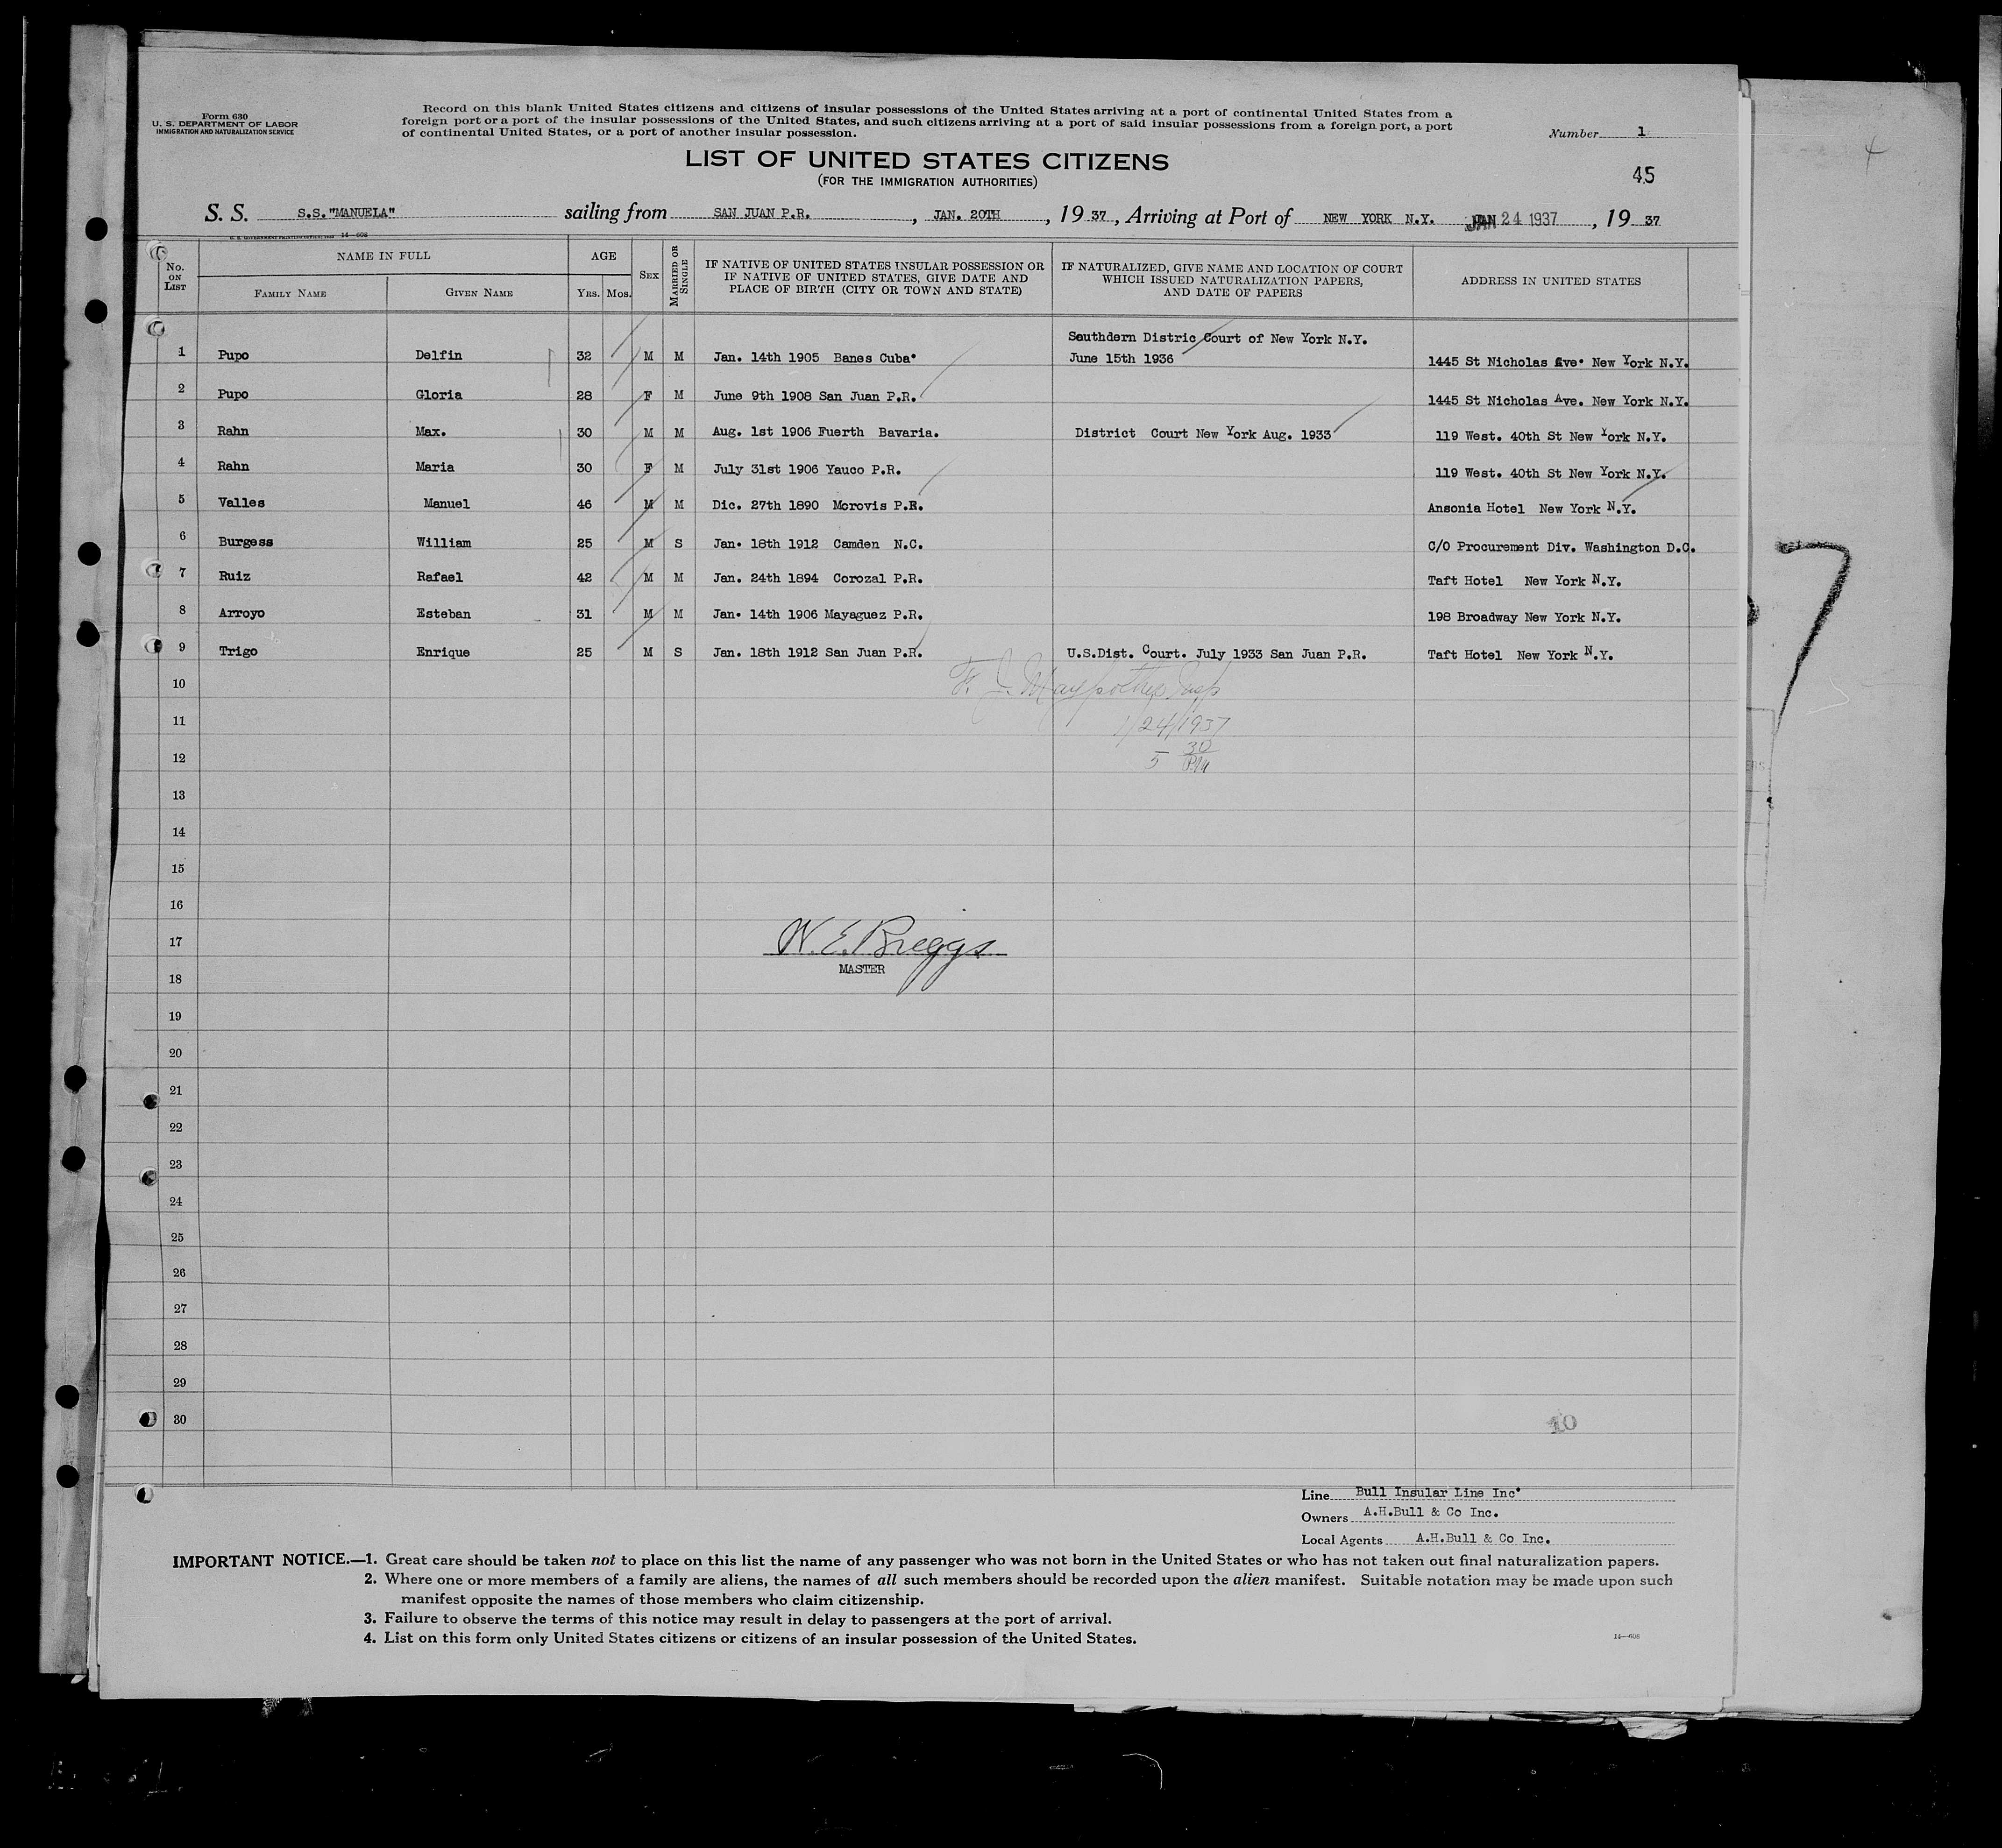 Form 630
U. S. DEPARTMENT OF LABOR
IMMIGRATION AND NATURALIZATION SERVICE
Record on this blank United States citizens and citizens of insular possessions of the United States arriving at a port of continental United States from a
foreign port or a port of the insular possessions of the United States, and such citizens arriving at a port of said insular possessions from a foreign port, a port
of continental United States, or a port of another insular possession.
Number 1
LIST OF UNITED STATES CITIZENS
(FOR THE IMMIGRATION AUTHORITIES)
45
S. S. S.S."MANUELA" sailing from SAN JUAN P.R. , JAN. 20TH , 19 37 , Arriving at Port of NEW YORK N.Y. JAN 24 1937 , 19 37
14—608
No. ON LIST NAME IN FULL AGE SEX MARRIED OR SINGLE IF NATIVE OF UNITED STATES INSULAR POSSESSION OR IF NATIVE OF UNITED STATES, GIVE DATE AND PLACE OF BIRTH (CITY OR TOWN AND STATE) IF NATURALIZED, GIVE NAME AND LOCATION OF COURT WHICH ISSUED NATURALIZATION PAPERS, AND DATE OF PAPERS ADDRESS IN UNITED STATES
FAMILY NAME GIVEN NAME YRS. MOS.
Southdern Distric Court of New York N.Y.
1 Pupo Delfin 32 M M Jan. 14th 1905 Banes Cuba. June 15th 1936 1445 St Nicholas Ave. New York N.Y.
2 Pupo Gloria 28 F M June 9th 1908 San Juan P.R. 1445 St Nicholas Ave. New York N.Y.
3 Rahn Max. 30 M M Aug. 1st 1906 Fuerth Bavaria. District Court New York Aug. 1933 119 West. 40th St New York N.Y.
4 Rahn Maria 30 F M July 31st 1906 Yauco P.R. 119 West. 40th St New York N.Y.
5 Valles Manuel 46 M M Dic. 27th 1890 Morovis P.R. Ansonia Hotel New York N.Y.
6 Burgess William 25 M S Jan. 18th 1912 Camden N.C. C/O Procurement Div. Washington D.C.
7 Ruiz Rafael 42 M M Jan. 24th 1894 Corozal P.R. Taft Hotel New York N.Y.
8 Arroyo Esteban 31 M M Jan. 14th 1906 Mayaguez P.R. 198 Broadway New York N.Y.
9 Trigo Enrique 25 M S Jan. 18th 1912 San Juan P.R. U.S.Dist. Court. July 1933 San Juan P.R. Taft Hotel New York N.Y.
10
11 1/24/1937
12 5 30 PM
13
14
15
16
17 W. E. Breggs
MASTER
18
19
20
21
22
23
24
25
26
27
28
29
30 10
Line Bull Insular Line Inc.
Owners A.H.Bull & Co Inc.
Local Agents A.H.Bull & Co Inc.
IMPORTANT NOTICE.—1. Great care should be taken not to place on this list the name of any passenger who was not born in the United States or who has not taken out final naturalization papers.
2. Where one or more members of a family are aliens, the names of all such members should be recorded upon the alien manifest. Suitable notation may be made upon such
manifest opposite the names of those members who claim citizenship.
3. Failure to observe the terms of this notice may result in delay to passengers at the port of arrival.
4. List on this form only United States citizens or citizens of an insular possession of the United States.
14—608
4
7